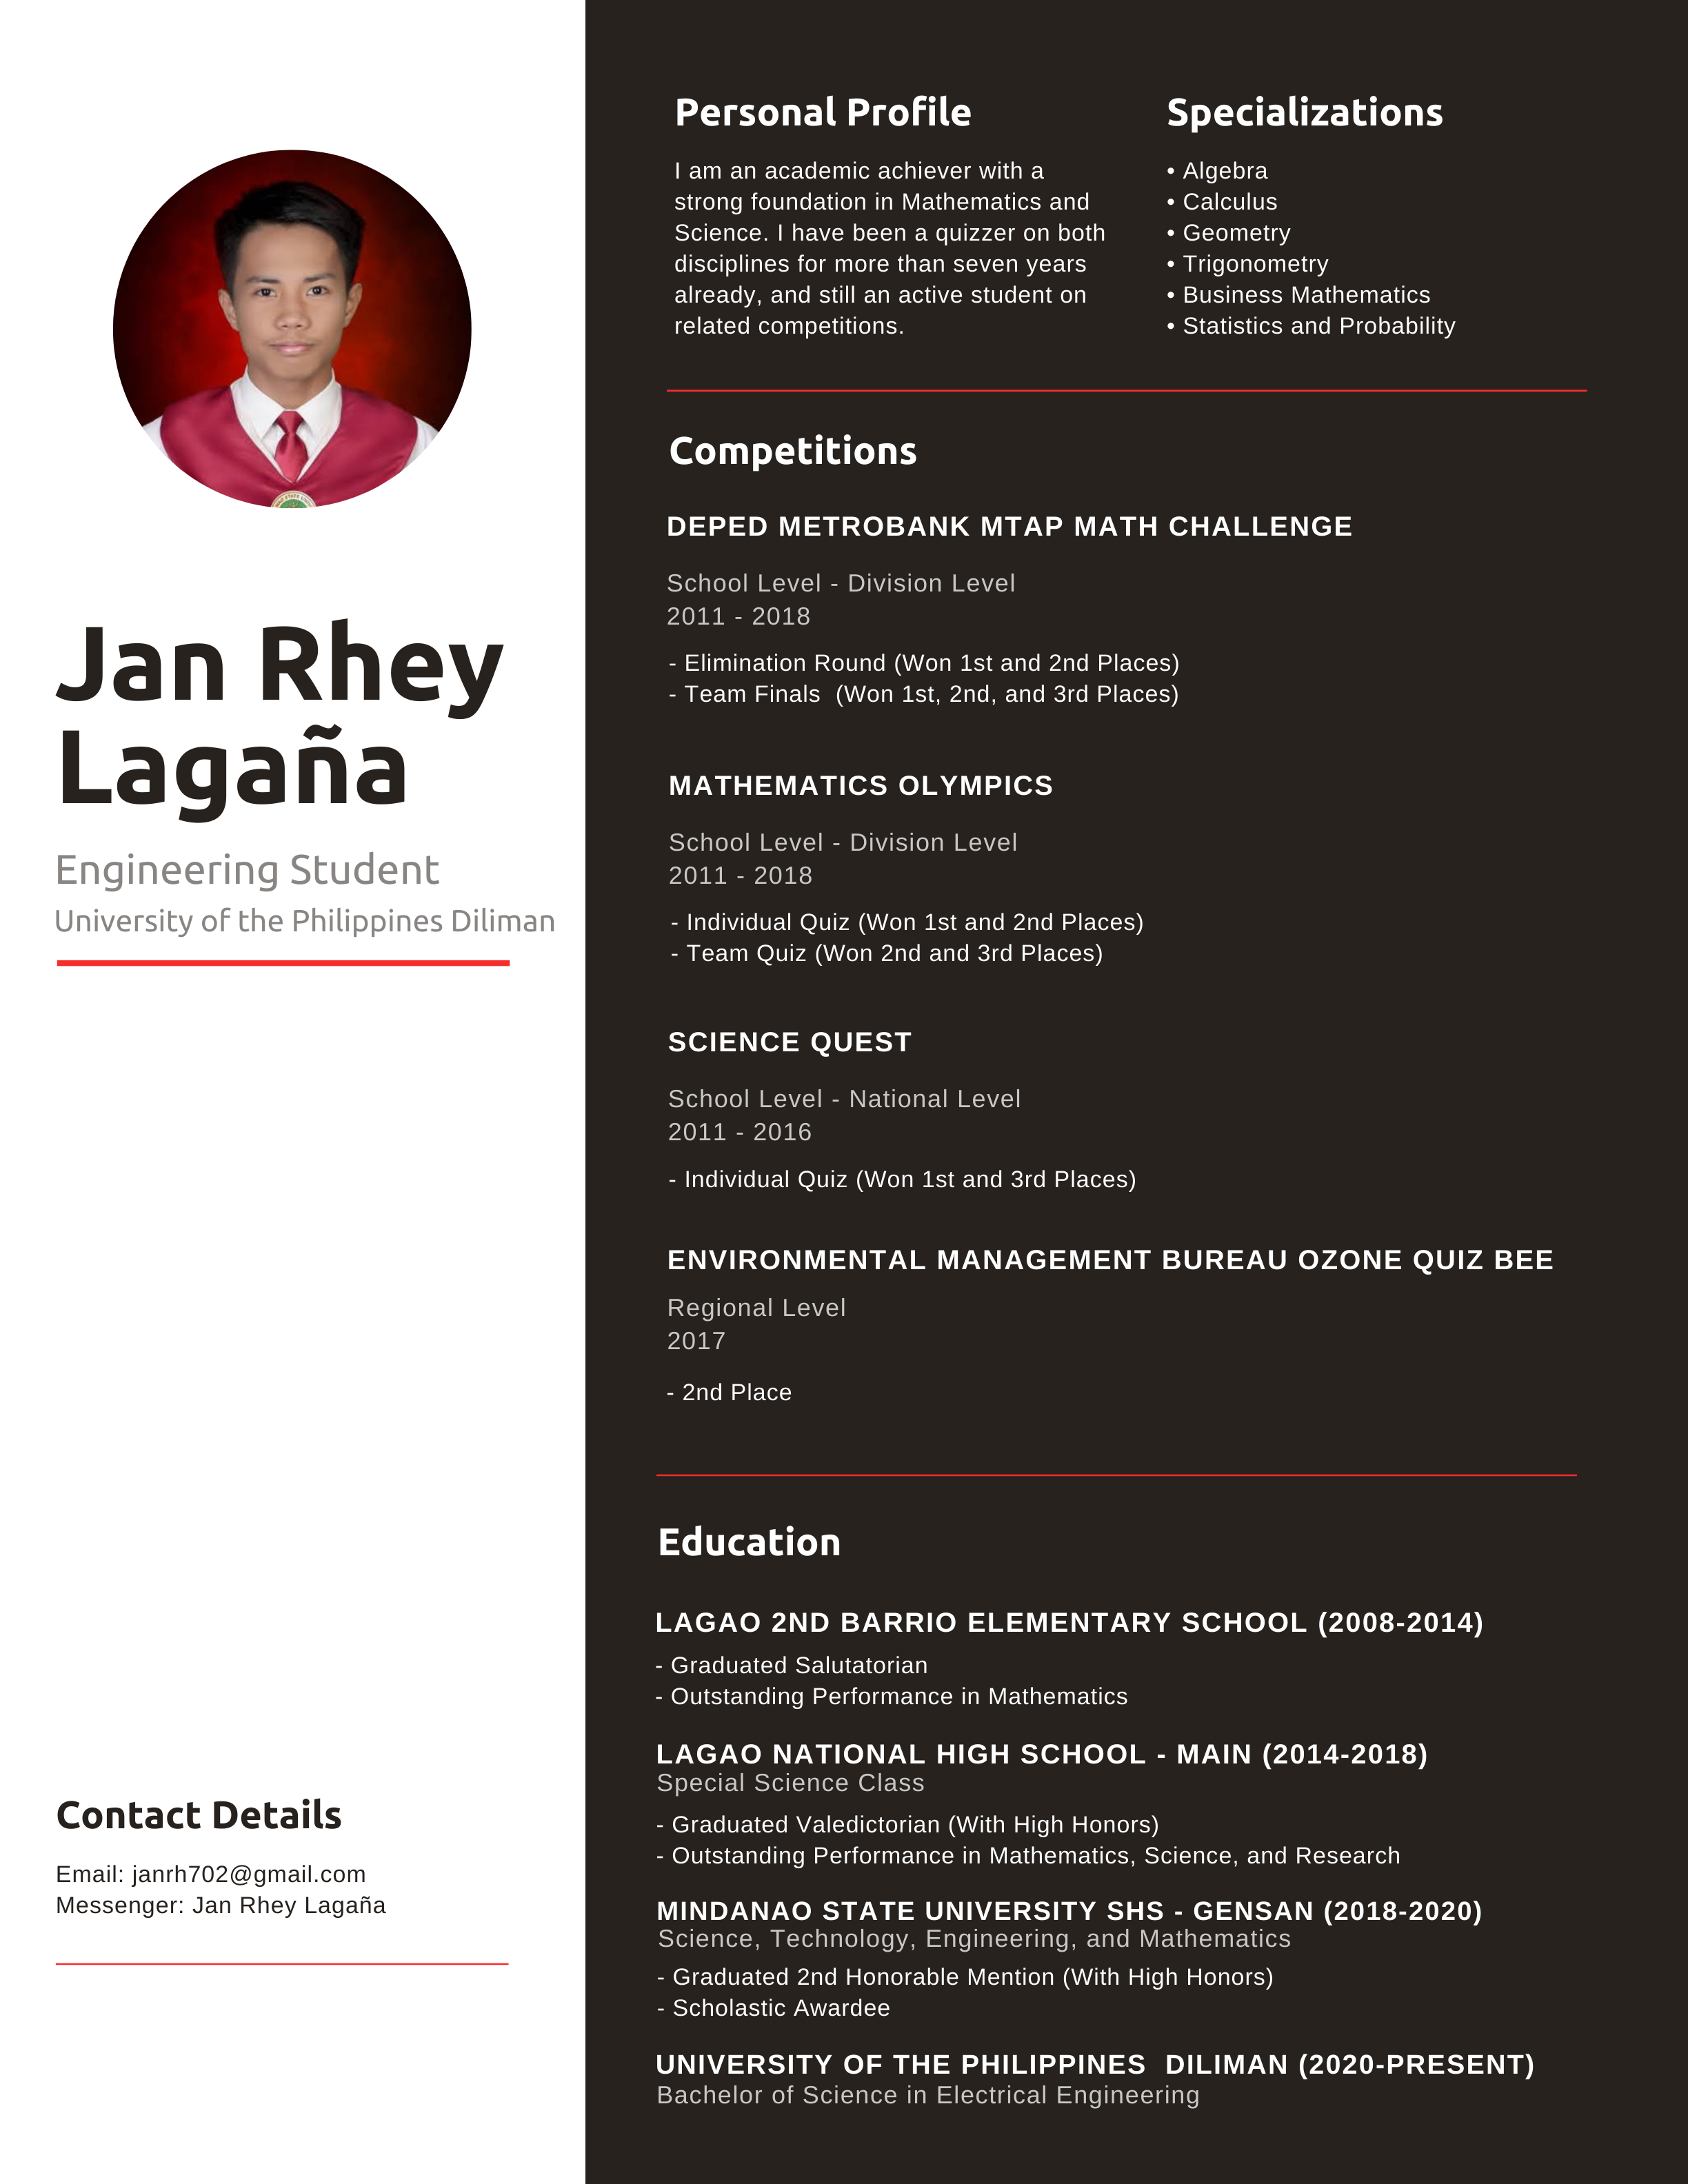 Jan Rhey
Lagaña
Engineering Student
University of the Philippines Diliman
Contact Details
Email: janrh702@gmail.com
Messenger: Jan Rhey Lagaña
Personal Profile
I am an academic achiever with a
strong foundation in Mathematics and
Science. I have been a quizzer on both
disciplines for more than seven years
already, and still an active student on
related competitions.
Specializations
• Algebra
• Calculus
• Geometry
• Trigonometry
• Business Mathematics
• Statistics and Probability
Competitions
DEPED METROBANK MTAP MATH CHALLENGE
School Level - Division Level
2011 - 2018
- Elimination Round (Won 1st and 2nd Places)
- Team Finals  (Won 1st, 2nd, and 3rd Places)
MATHEMATICS OLYMPICS
School Level - Division Level
2011 - 2018
- Individual Quiz (Won 1st and 2nd Places)
- Team Quiz (Won 2nd and 3rd Places)
SCIENCE QUEST
School Level - National Level
2011 - 2016
- Individual Quiz (Won 1st and 3rd Places)
ENVIRONMENTAL MANAGEMENT BUREAU OZONE QUIZ BEE
Regional Level
2017
- 2nd Place
Education
LAGAO 2ND BARRIO ELEMENTARY SCHOOL (2008-2014)
- Graduated Salutatorian
- Outstanding Performance in Mathematics
LAGAO NATIONAL HIGH SCHOOL - MAIN (2014-2018)
Special Science Class
- Graduated Valedictorian (With High Honors)
- Outstanding Performance in Mathematics, Science, and Research
MINDANAO STATE UNIVERSITY SHS - GENSAN (2018-2020)
Science, Technology, Engineering, and Mathematics
- Graduated 2nd Honorable Mention (With High Honors)
- Scholastic Awardee
UNIVERSITY OF THE PHILIPPINES  DILIMAN (2020-PRESENT)
Bachelor of Science in Electrical Engineering